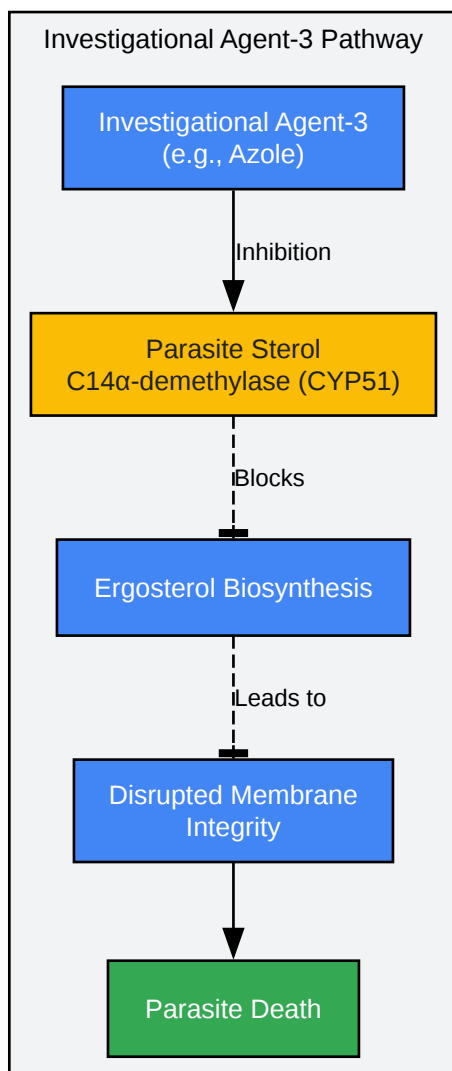 Investigational Agent-3 Pathway
Investigational Agent-3
(e.g., Azole)
Inhibition
Parasite Sterol
C14α-demethylase (CYP51)
Blocks
Ergosterol Biosynthesis
Leads to
Disrupted Membrane
Integrity
Parasite Death